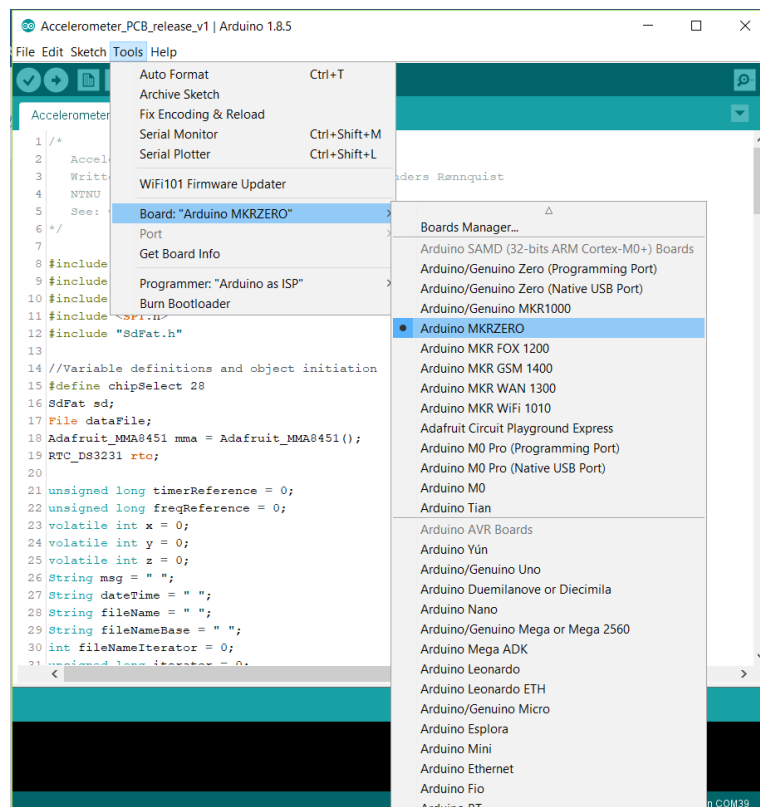 Accelerometer_PCB_release_v1 | Arduino 1.8.5
File Edit Sketch Tools Help
Auto Format Ctrl+T
Archive Sketch
Fix Encoding & Reload
Serial Monitor Ctrl+Shift+M
Serial Plotter Ctrl+Shift+L
WiFi101 Firmware Updater
Board: "Arduino MKRZERO"
Port
Get Board Info
Programmer: "Arduino as ISP"
Burn Bootloader
Boards Manager...
Arduino SAMD (32-bits ARM Cortex-M0+) Boards
Arduino/Genuino Zero (Programming Port)
Arduino/Genuino Zero (Native USB Port)
Arduino/Genuino MKR1000
Arduino MKRZERO
Arduino MKR FOX 1200
Arduino MKR GSM 1400
Arduino MKR WAN 1300
Arduino MKR WiFi 1010
Adafruit Circuit Playground Express
Arduino M0 Pro (Programming Port)
Arduino M0 Pro (Native USB Port)
Arduino M0
Arduino Tian
Arduino AVR Boards
Arduino Yún
Arduino/Genuino Uno
Arduino Duemilanove or Diecimila
Arduino Nano
Arduino/Genuino Mega or Mega 2560
Arduino Mega ADK
Arduino Leonardo
Arduino Leonardo ETH
Arduino/Genuino Micro
Arduino Esplora
Arduino Mini
Arduino Ethernet
Arduino Fio
Arduino BT
Accelerometer
1 /*
2 Accel
3 Writt nders Rønnquist
4 NTNU
5 See:
6 */
7
8 #include
9 #include
10 #include
11 #include <SPI.h>
12 #include "SdFat.h"
13
14 //Variable definitions and object initiation
15 #define chipSelect 28
16 SdFat sd;
17 File dataFile;
18 Adafruit_MMA8451 mma = Adafruit_MMA8451();
19 RTC_DS3231 rtc;
20
21 unsigned long timerReference = 0;
22 unsigned long freqReference = 0;
23 volatile int x = 0;
24 volatile int y = 0;
25 volatile int z = 0;
26 String msg = " ";
27 String dateTime = " ";
28 String fileName = " ";
29 String fileNameBase = " ";
30 int fileNameIterator = 0;
31 unsigned long iterator = 0;
n COM39